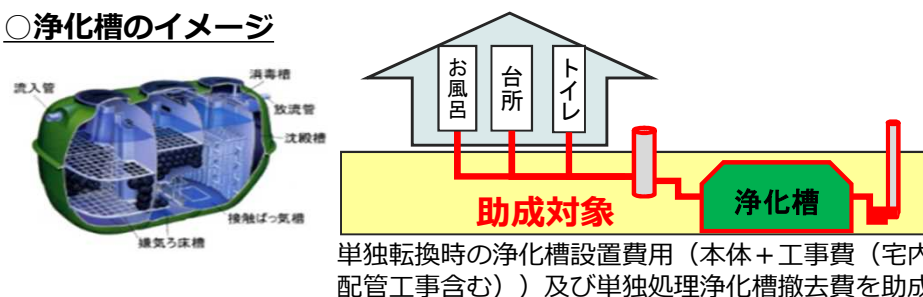 ○浄化槽のイメージ
流入管
消毒槽
放流管
沈殿槽
接触ばっ気槽
嫌気ろ床槽
お風呂
台所
トイレ
助成対象
浄化槽
単独転換時の浄化槽設置費用（本体＋工事費（宅内
配管工事含む））及び単独処理浄化槽撤去費を助成